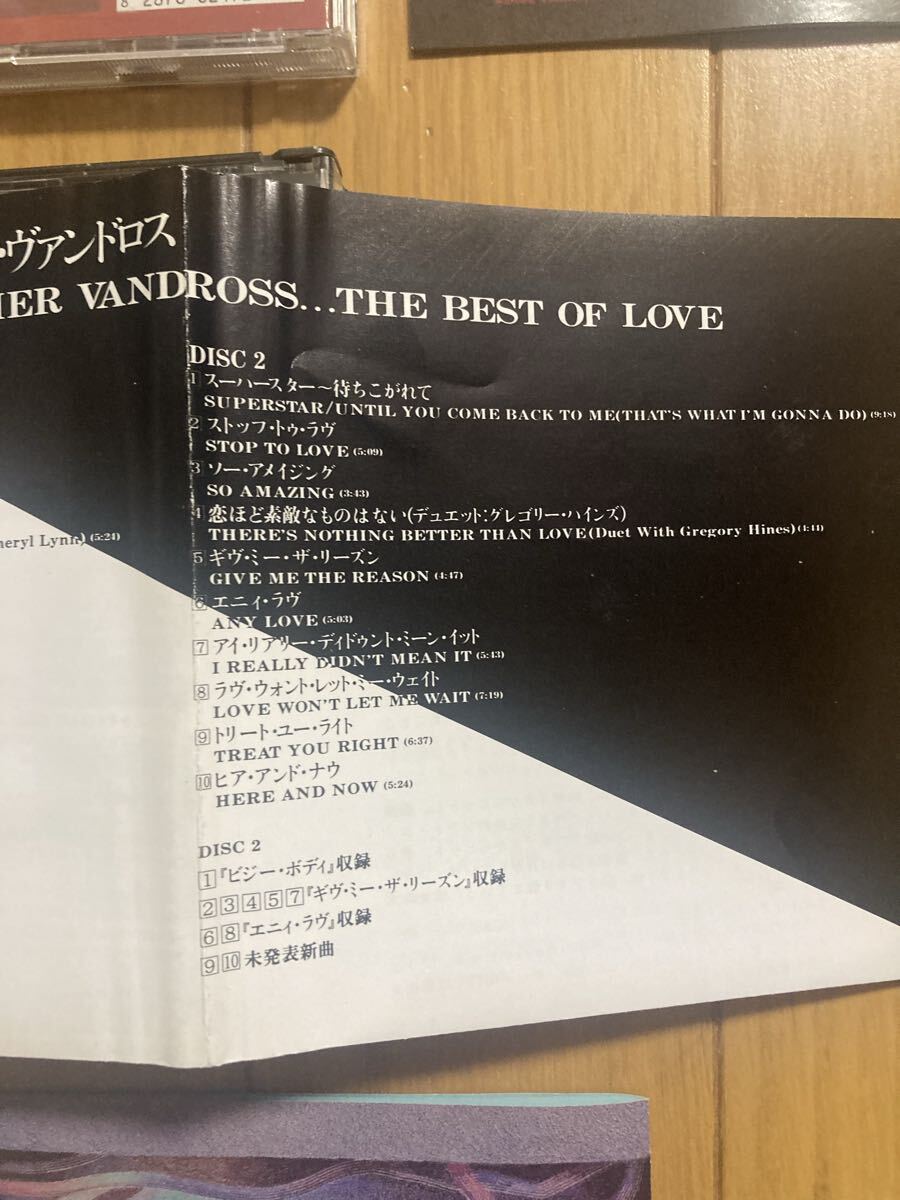 ・ヴァンドロス
HER VANDROSS...THE BEST OF LOVE
heryl Lynn) (5:24)
DISC 2
1 スーパースター〜待ちこがれて
SUPERSTAR/UNTIL YOU COME BACK TO ME(THAT'S WHAT I'M GONNA DO) (9:18)
2 ストップ・トゥ・ラヴ
STOP TO LOVE (5:09)
3 ソー・アメイジング
SO AMAZING (3:43)
4 恋ほど素敵なものはない(デュエット:グレゴリー・ハインズ)
THERE'S NOTHING BETTER THAN LOVE(Duet With Gregory Hines) (4:44)
5 ギヴ・ミー・ザ・リーズン
GIVE ME THE REASON (4:47)
6 エニィ・ラヴ
ANY LOVE (5:03)
7 アイ・リアリー・ディドゥント・ミーン・イット
I REALLY DIDN'T MEAN IT (5:43)
8 ラヴ・ウォント・レット・ミー・ウェイト
LOVE WON'T LET ME WAIT (7:19)
9 トリート・ユー・ライト
TREAT YOU RIGHT (6:37)
10 ヒア・アンド・ナウ
HERE AND NOW (5:24)
DISC 2
1 『ビジー・ボディ』収録
2 3 4 5 7 『ギヴ・ミー・ザ・リーズン』収録
6 8 『エニィ・ラヴ』収録
9 10 未発表新曲